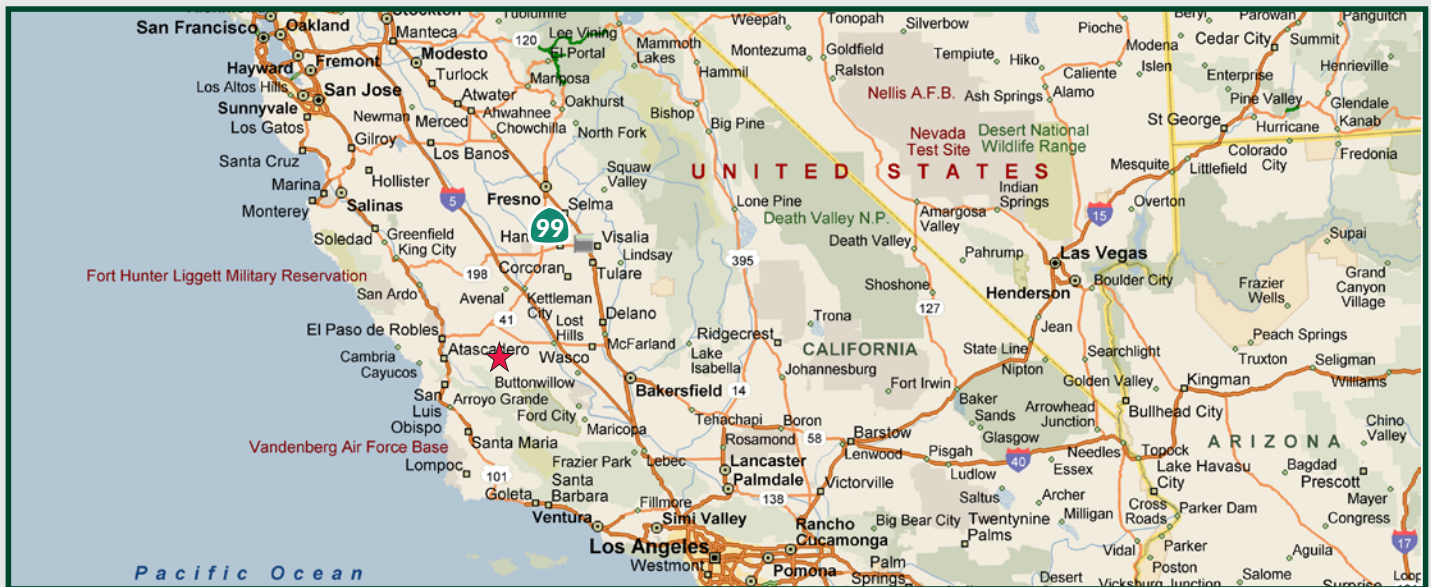 San Francisco
Oakland
Stockton
Manteca
Tuolumne
120
Lee Vining
El Portal
Mammoth
Lakes
Weepah
Montezuma
Tonopah
Goldfield
Silverbow
Tempiute
Hiko
Pioche
Caliente
Modena
Beryl
Cedar City
Parowan
Summit
Panguitch
Hayward
Fremont
Modesto
Turlock
Mariposa
Hammil
Ralston
Islen
Enterprise
Henrieville
Los Altos Hills
San Jose
Atwater
Oakhurst
Nellis A.F.B.
Ash Springs
Alamo
Pine Valley
Glendale
Sunnyvale
Newman
Merced
Ahwahnee
Chowchilla
Bishop
Big Pine
St George
Hurricane
Kanab
Los Gatos
Gilroy
Los Banos
North Fork
Nevada
Test Site
Desert National
Wildlife Range
Colorado
City
Fredonia
Santa Cruz
Hollister
Squaw
Valley
UNITED STATES
Mesquite
Littlefield
Marina
Salinas
5
Fresno
Selma
Lone Pine
Indian
Springs
Overton
Monterey
99
Death Valley N.P.
Amargosa
Valley
15
Soledad
Greenfield
King City
Visalia
Lindsay
Death Valley
Pahrump
Las Vegas
Supai
Fort Hunter Liggett Military Reservation
198
Corcoran
Tulare
395
Boulder City
Grand
Canyon
Village
San Ardo
Avenal
Kettleman
City
Shoshone
Henderson
Frazier
Wells
El Paso de Robles
41
Lost
Hills
Delano
Trona
127
Jean
Peach Springs
Cambria
Cayucos
Atascadero
Wasco
McFarland
Ridgecrest
CALIFORNIA
State Line
Searchlight
Truxton
Seligman
Lake
Isabella
Johannesburg
Nipton
Golden Valley
Kingman
Williams
San
Luis
Obispo
Buttonwillow
Arroyo Grande
Bakersfield
14
Fort Irwin
Baker
Sands
Arrowhead
Junction
Bullhead City
Ford City
Maricopa
Tehachapi
Boron
Chino
Valley
Vandenberg Air Force Base
Santa Maria
Rosamond
58
Barstow
Glasgow
ARIZONA
Lompoc
Frazier Park
Lebec
Lancaster
Lenwood
Pisgah
40
Needles
Topock
101
Santa
Barbara
Palmdale
Ludlow
Essex
Lake Havasu
City
Bagdad
Prescott
Goleta
138
Victorville
Saltus
Archer
Mayer
Ventura
Fillmore
Simi Valley
Rancho
Cucamonga
Big Bear City
Twentynine
Palms
Milligan
Cross
Roads
Parker Dam
Congress
Los Angeles
Westmont
Pomona
Palm
Springs
Vidal
Parker
Aguila
17
Pacific Ocean
Desert
Poston
Vicksburg Junction
Salome